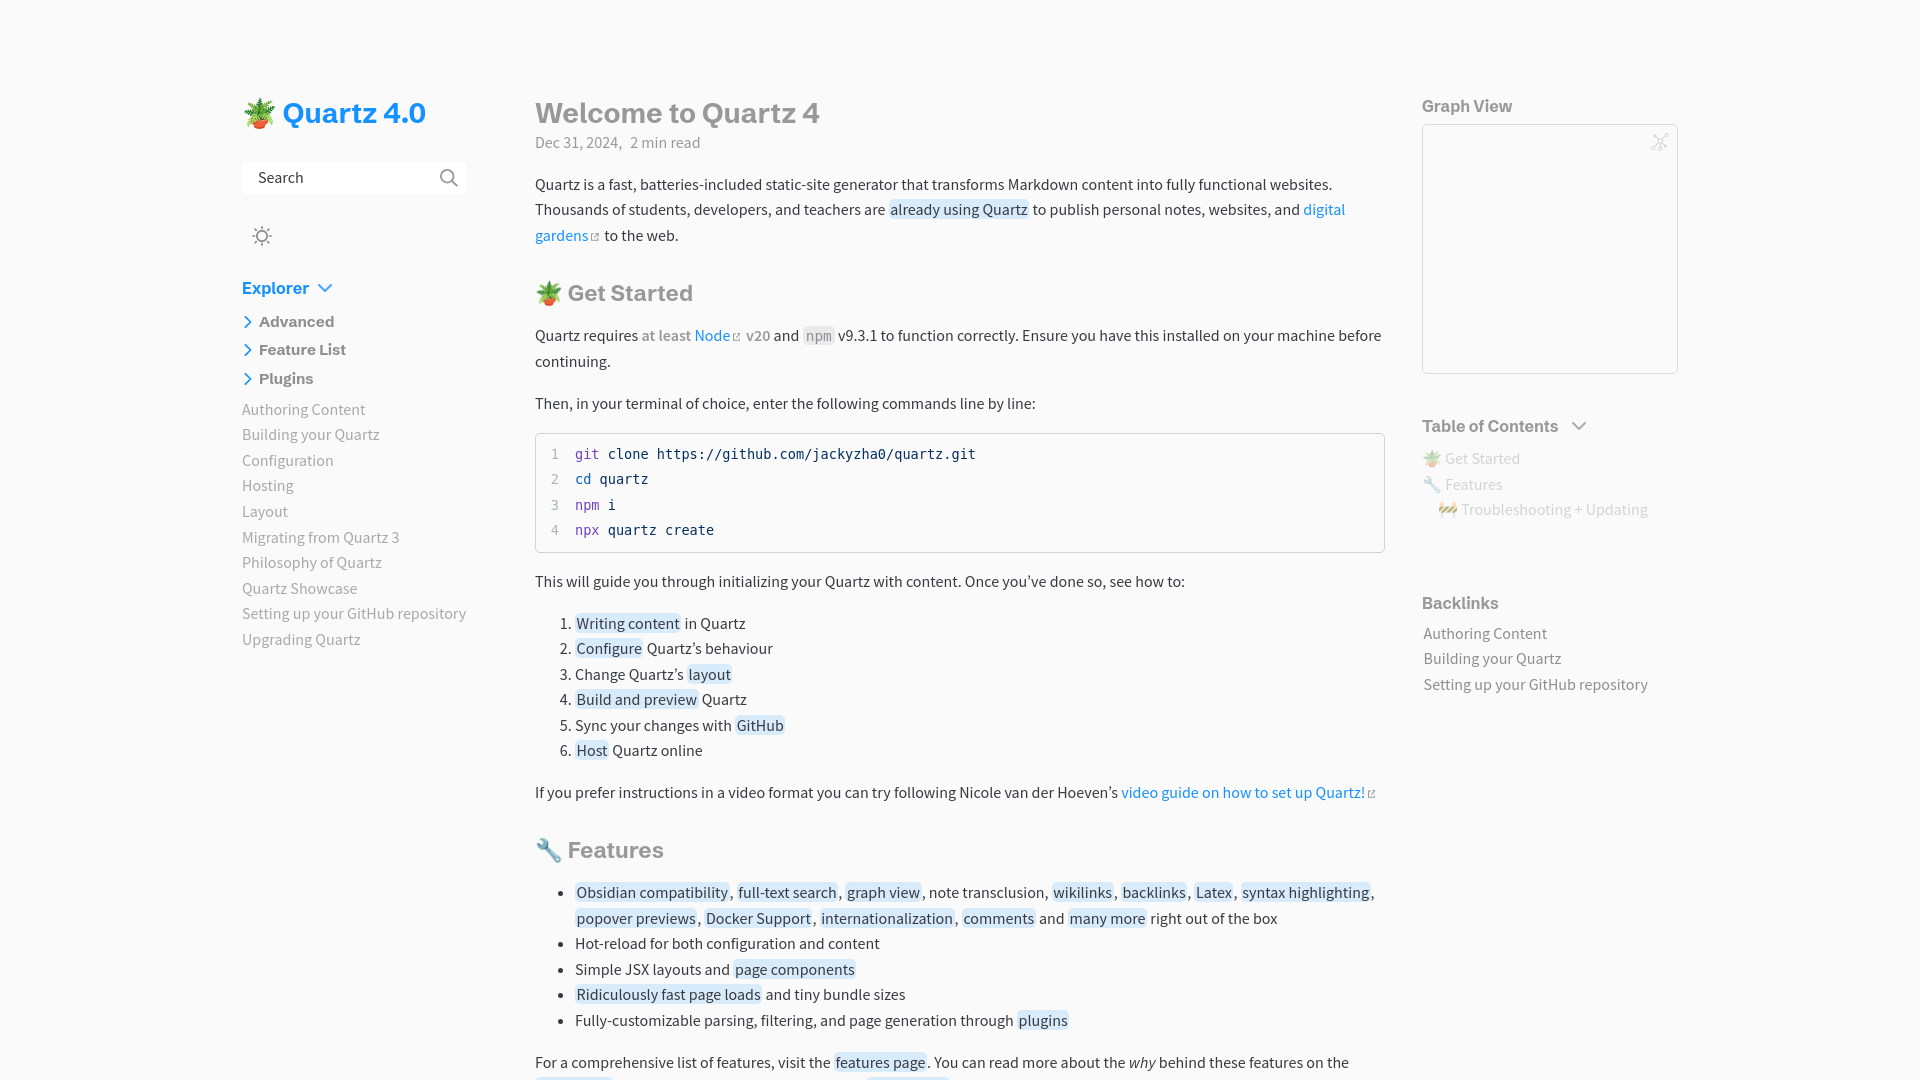 🪴 Quartz 4.0
Search
Explorer
Advanced
Feature List
Plugins
Authoring Content
Building your Quartz
Configuration
Hosting
Layout
Migrating from Quartz 3
Philosophy of Quartz
Quartz Showcase
Setting up your GitHub repository
Upgrading Quartz
Welcome to Quartz 4
Dec 31, 2024, 2 min read
Quartz is a fast, batteries-included static-site generator that transforms Markdown content into fully functional websites.
Thousands of students, developers, and teachers are already using Quartz to publish personal notes, websites, and digital
gardens to the web.
🪴 Get Started
Quartz requires at least Node v20 and npm v9.3.1 to function correctly. Ensure you have this installed on your machine before
continuing.
Then, in your terminal of choice, enter the following commands line by line:
1 git clone https://github.com/jackyzha0/quartz.git
2 cd quartz
3 npm i
4 npx quartz create
This will guide you through initializing your Quartz with content. Once you’ve done so, see how to:
1. Writing content in Quartz
2. Configure Quartz’s behaviour
3. Change Quartz’s layout
4. Build and preview Quartz
5. Sync your changes with GitHub
6. Host Quartz online
If you prefer instructions in a video format you can try following Nicole van der Hoeven’s video guide on how to set up Quartz!
🔧 Features
• Obsidian compatibility, full-text search, graph view, note transclusion, wikilinks, backlinks, Latex, syntax highlighting,
popover previews, Docker Support, internationalization, comments and many more right out of the box
• Hot-reload for both configuration and content
• Simple JSX layouts and page components
• Ridiculously fast page loads and tiny bundle sizes
• Fully-customizable parsing, filtering, and page generation through plugins
For a comprehensive list of features, visit the features page. You can read more about the why behind these features on the
Graph View
Table of Contents
🪴 Get Started
🔧 Features
🚧 Troubleshooting + Updating
Backlinks
Authoring Content
Building your Quartz
Setting up your GitHub repository